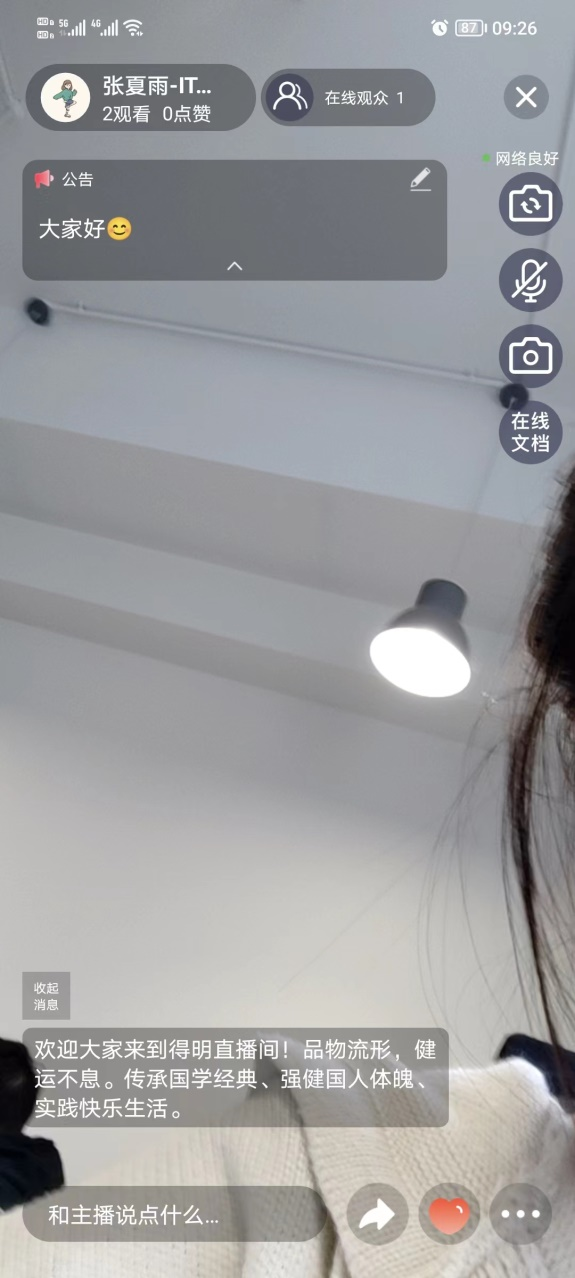 HD 5G 4G 87 09:26
张夏雨-IT...
2观看 0点赞
在线观众 1
网络良好
公告
大家好😊
在线
文档
收起
消息
欢迎大家来到得明直播间！品物流形，健
运不息。传承国学经典、强健国人体魄、
实践快乐生活。
和主播说点什么...